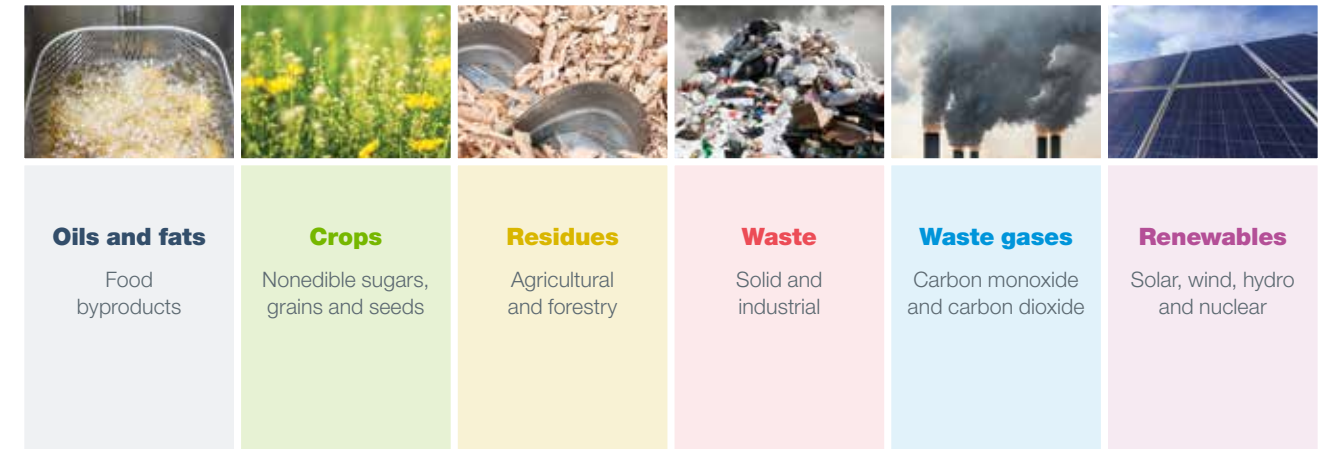 Oils and fats
Food
byproducts
Crops
Nonedible sugars,
grains and seeds
Residues
Agricultural
and forestry
Waste
Solid and
industrial
Waste gases
Carbon monoxide
and carbon dioxide
Renewables
Solar, wind, hydro
and nuclear